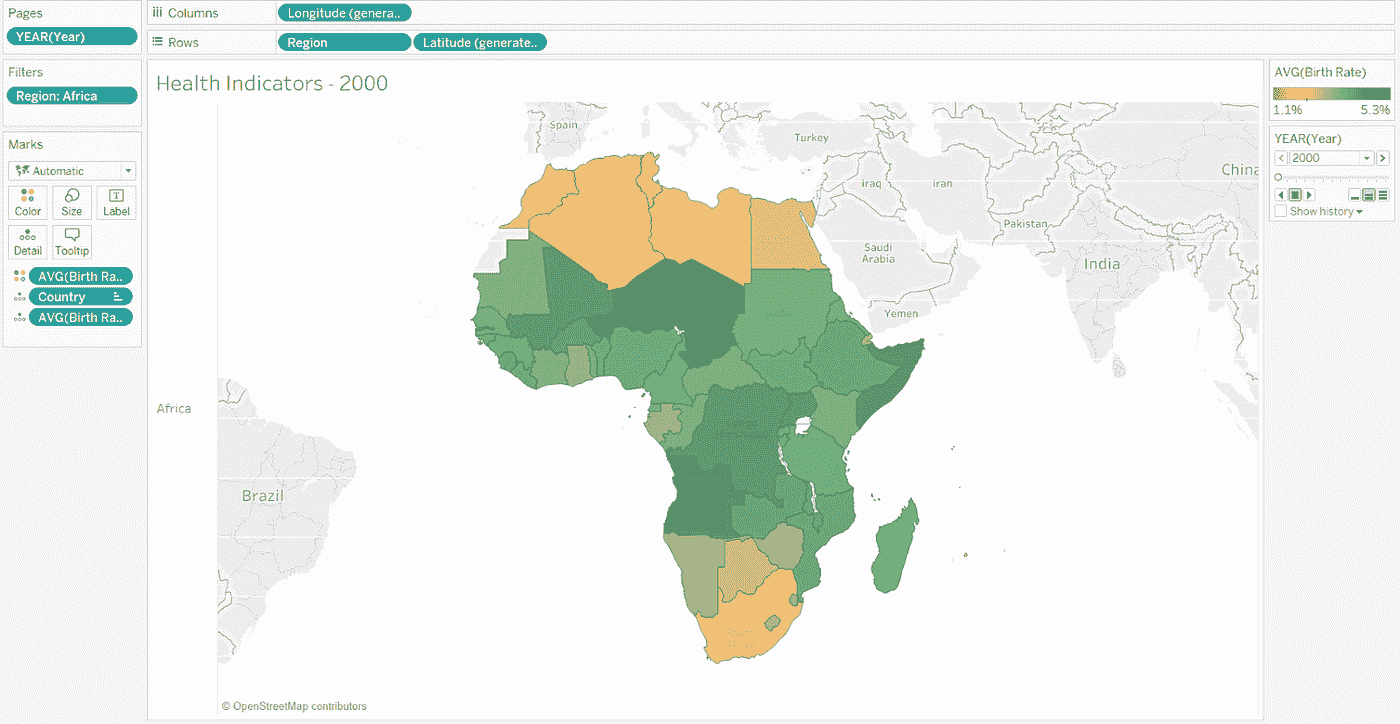 Pages
YEAR(Year)
Columns
Longitude (genera..
Rows
Region
Latitude (generate..
Filters
Region: Africa
Marks
Automatic
Color
Size
Label
Detail
Tooltip
AVG(Birth Ra..
Country
AVG(Birth Ra..
Health Indicators - 2000
Spain
Turkey
Iraq
Iran
China
Pakistan
Saudi
Arabia
India
Yemen
Africa
Brazil
© OpenStreetMap contributors
AVG(Birth Rate)
1.1%
5.3%
YEAR(Year)
2000
Show history